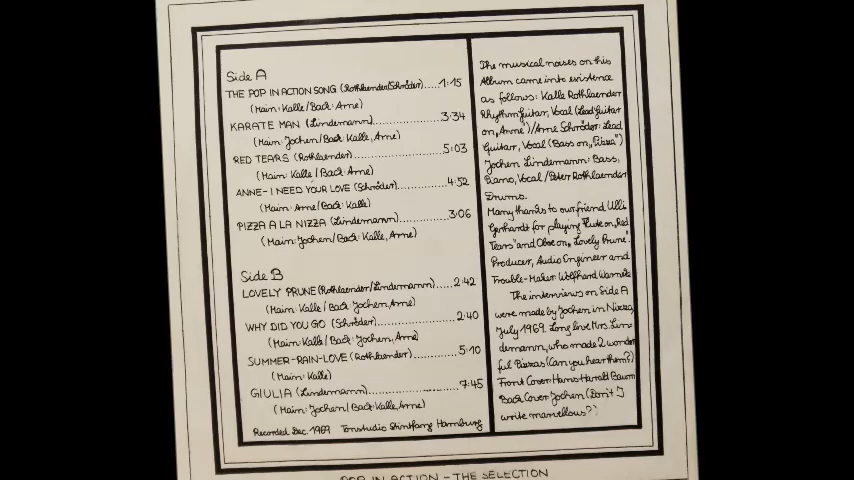 Side A
THE POP IN ACTION SONG (Rothlaender/Schröder).....1:15
(Main: Kalle/Back: Arne)
KARATE MAN (Lindemann)..................3:34
(Main: Jochen/Back: Kalle, Arne)
RED TEARS (Rothlaender)......................5:03
(Main: Kalle / Back: Arne)
ANNE-I NEED YOUR LOVE (Schröder)..............4:52
(Main: Arne/Back: Kalle)
PIZZA A LA NIZZA (Lindemann)................3:06
(Main: Jochen/Back: Kalle, Arne)
Side B
LOVELY PRUNE (Rothlaender/Lindemann).....2:42
(Main: Kalle / Back: Jochen, Arne)
WHY DID YOU GO (Schröder)......................2:40
(Main: Kalle/Back: Jochen, Arne)
SUMMER-RAIN-LOVE (Rothlaender)...............5:10
(Main: Kalle)
GIULIA (Lindemann)..........................7:45
(Main: Jochen/Back: Kalle, Arne)
Recorded Dec. 1969 Tonstudio Stintfang Hamburg
The musical noises on this
Album came into existence
as follows: Kalle Rothlaender
Rhythm Guitar, Vocal (Lead Guitar
on „Anne“)/Arne Schröder: Lead
Guitar, Vocal (Bass on „Pizza“)
Jochen Lindemann: Bass,
Piano, Vocal / Peter Rothlaender
Drums.
Many thanks to our friend Ulli
Gerhardt for playing Flute on „Red
Tears“ and Oboe on „Lovely Prune“.
Producer, Audio Engineer and
Trouble-Maker Wolfhard Warneke
The interviews on Side A
were made by Jochen in Nizza,
July 1969. Long live Mrs. Lin-
demann, who made 2 wonder
ful Pizzas (Can you hear them?)
Front Cover: Hans Harald Baum
Back Cover: Jochen (Don't I
write marvellous?)
POP IN ACTION - THE SELECTION